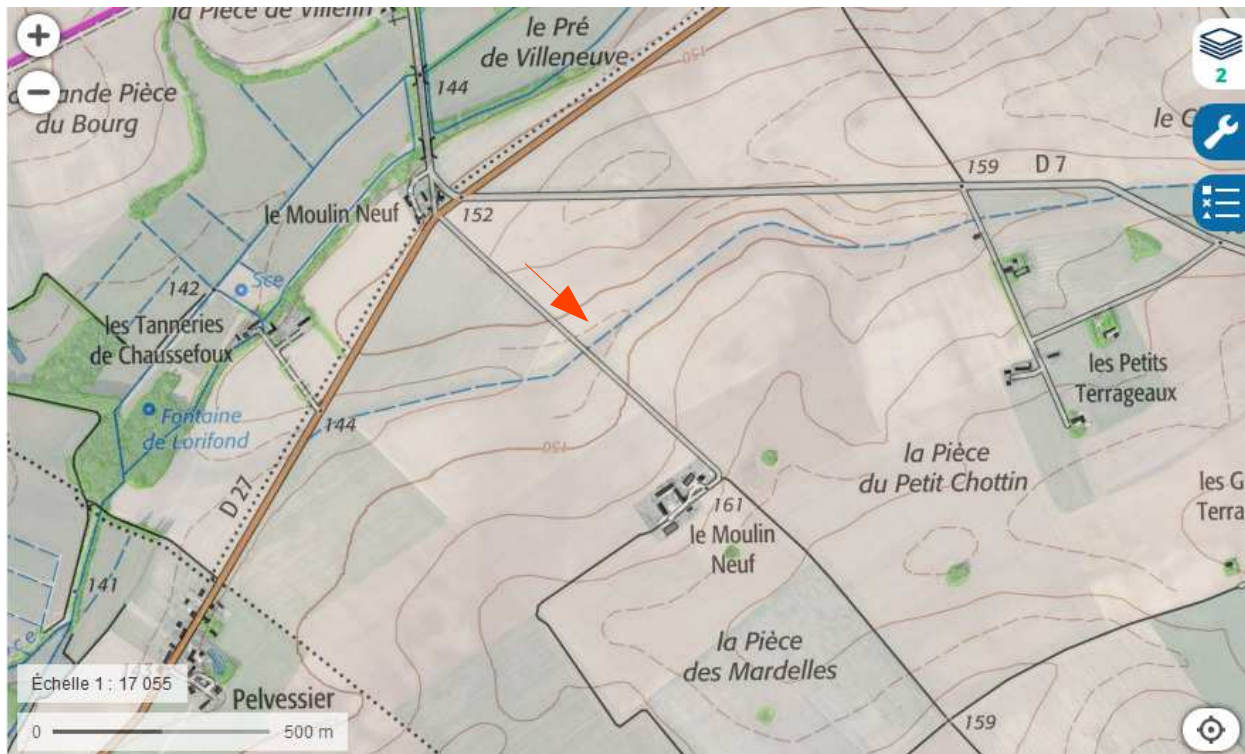 la Pièce de Villefin
le Pré
de Villeneuve
150
2
144
Pièce
du Bourg
le
159
D 7
le Moulin Neuf
152
Sce
142
les Tanneries
de Chaussefoux
les Petits
Terrageaux
Fontaine
de Lorifond
144
150
la Pièce
du Petit Chottin
les
D 27
161
le Moulin
Neuf
141
la Pièce
des Mardelles
Échelle 1 : 17 055
Pelvessier
0
500 m
159